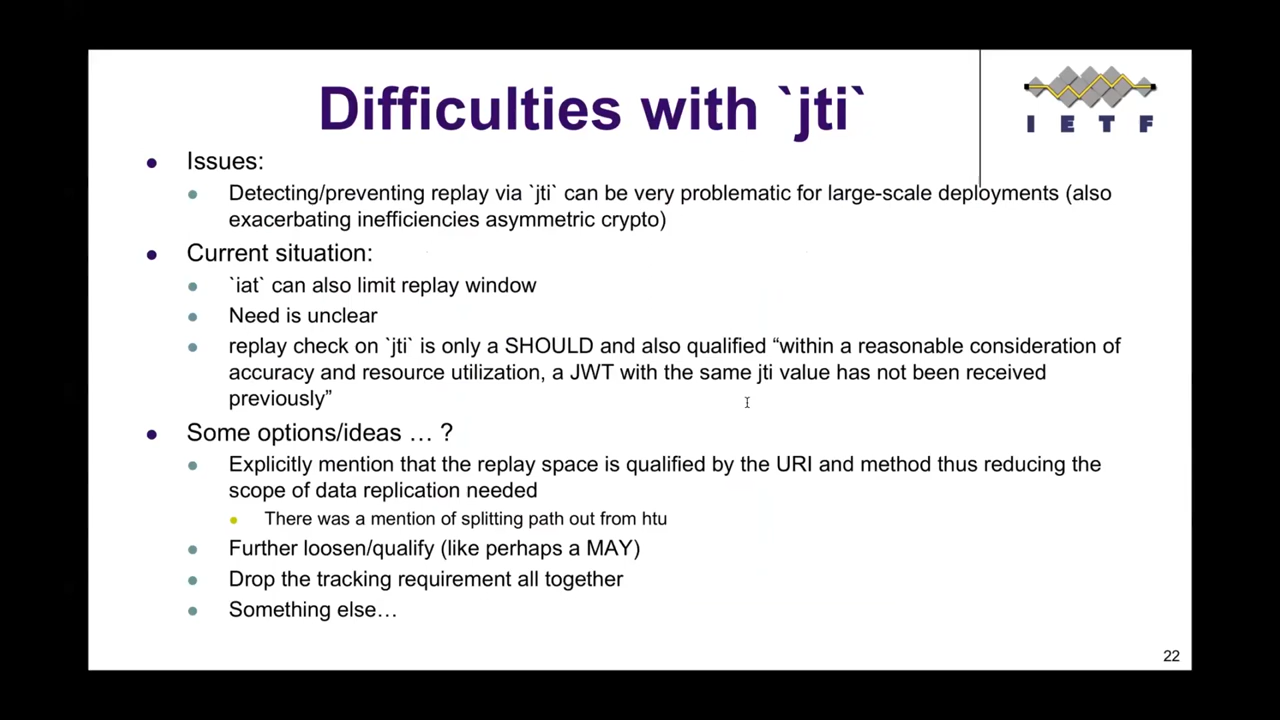 Difficulties with `jti`
I E T F
● Issues:
● Detecting/preventing replay via `jti` can be very problematic for large-scale deployments (also
exacerbating inefficiencies asymmetric crypto)
● Current situation:
● `iat` can also limit replay window
● Need is unclear
● replay check on `jti` is only a SHOULD and also qualified “within a reasonable consideration of
accuracy and resource utilization, a JWT with the same jti value has not been received
previously”
● Some options/ideas … ?
● Explicitly mention that the replay space is qualified by the URI and method thus reducing the
scope of data replication needed
● There was a mention of splitting path out from htu
● Further loosen/qualify (like perhaps a MAY)
● Drop the tracking requirement all together
● Something else…
22